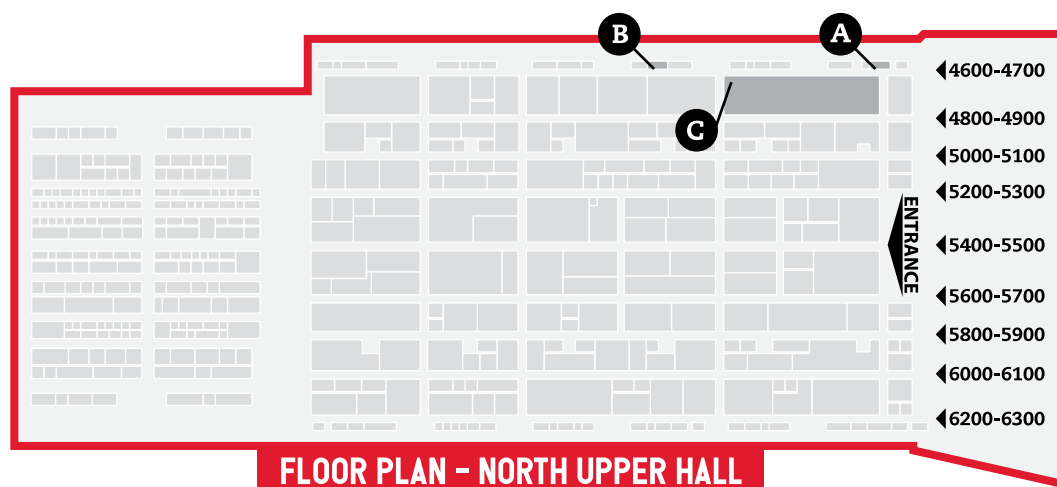 B
A
C
4600-4700
4800-4900
5000-5100
5200-5300
ENTRANCE
5400-5500
5600-5700
5800-5900
6000-6100
6200-6300
FLOOR PLAN - NORTH UPPER HALL